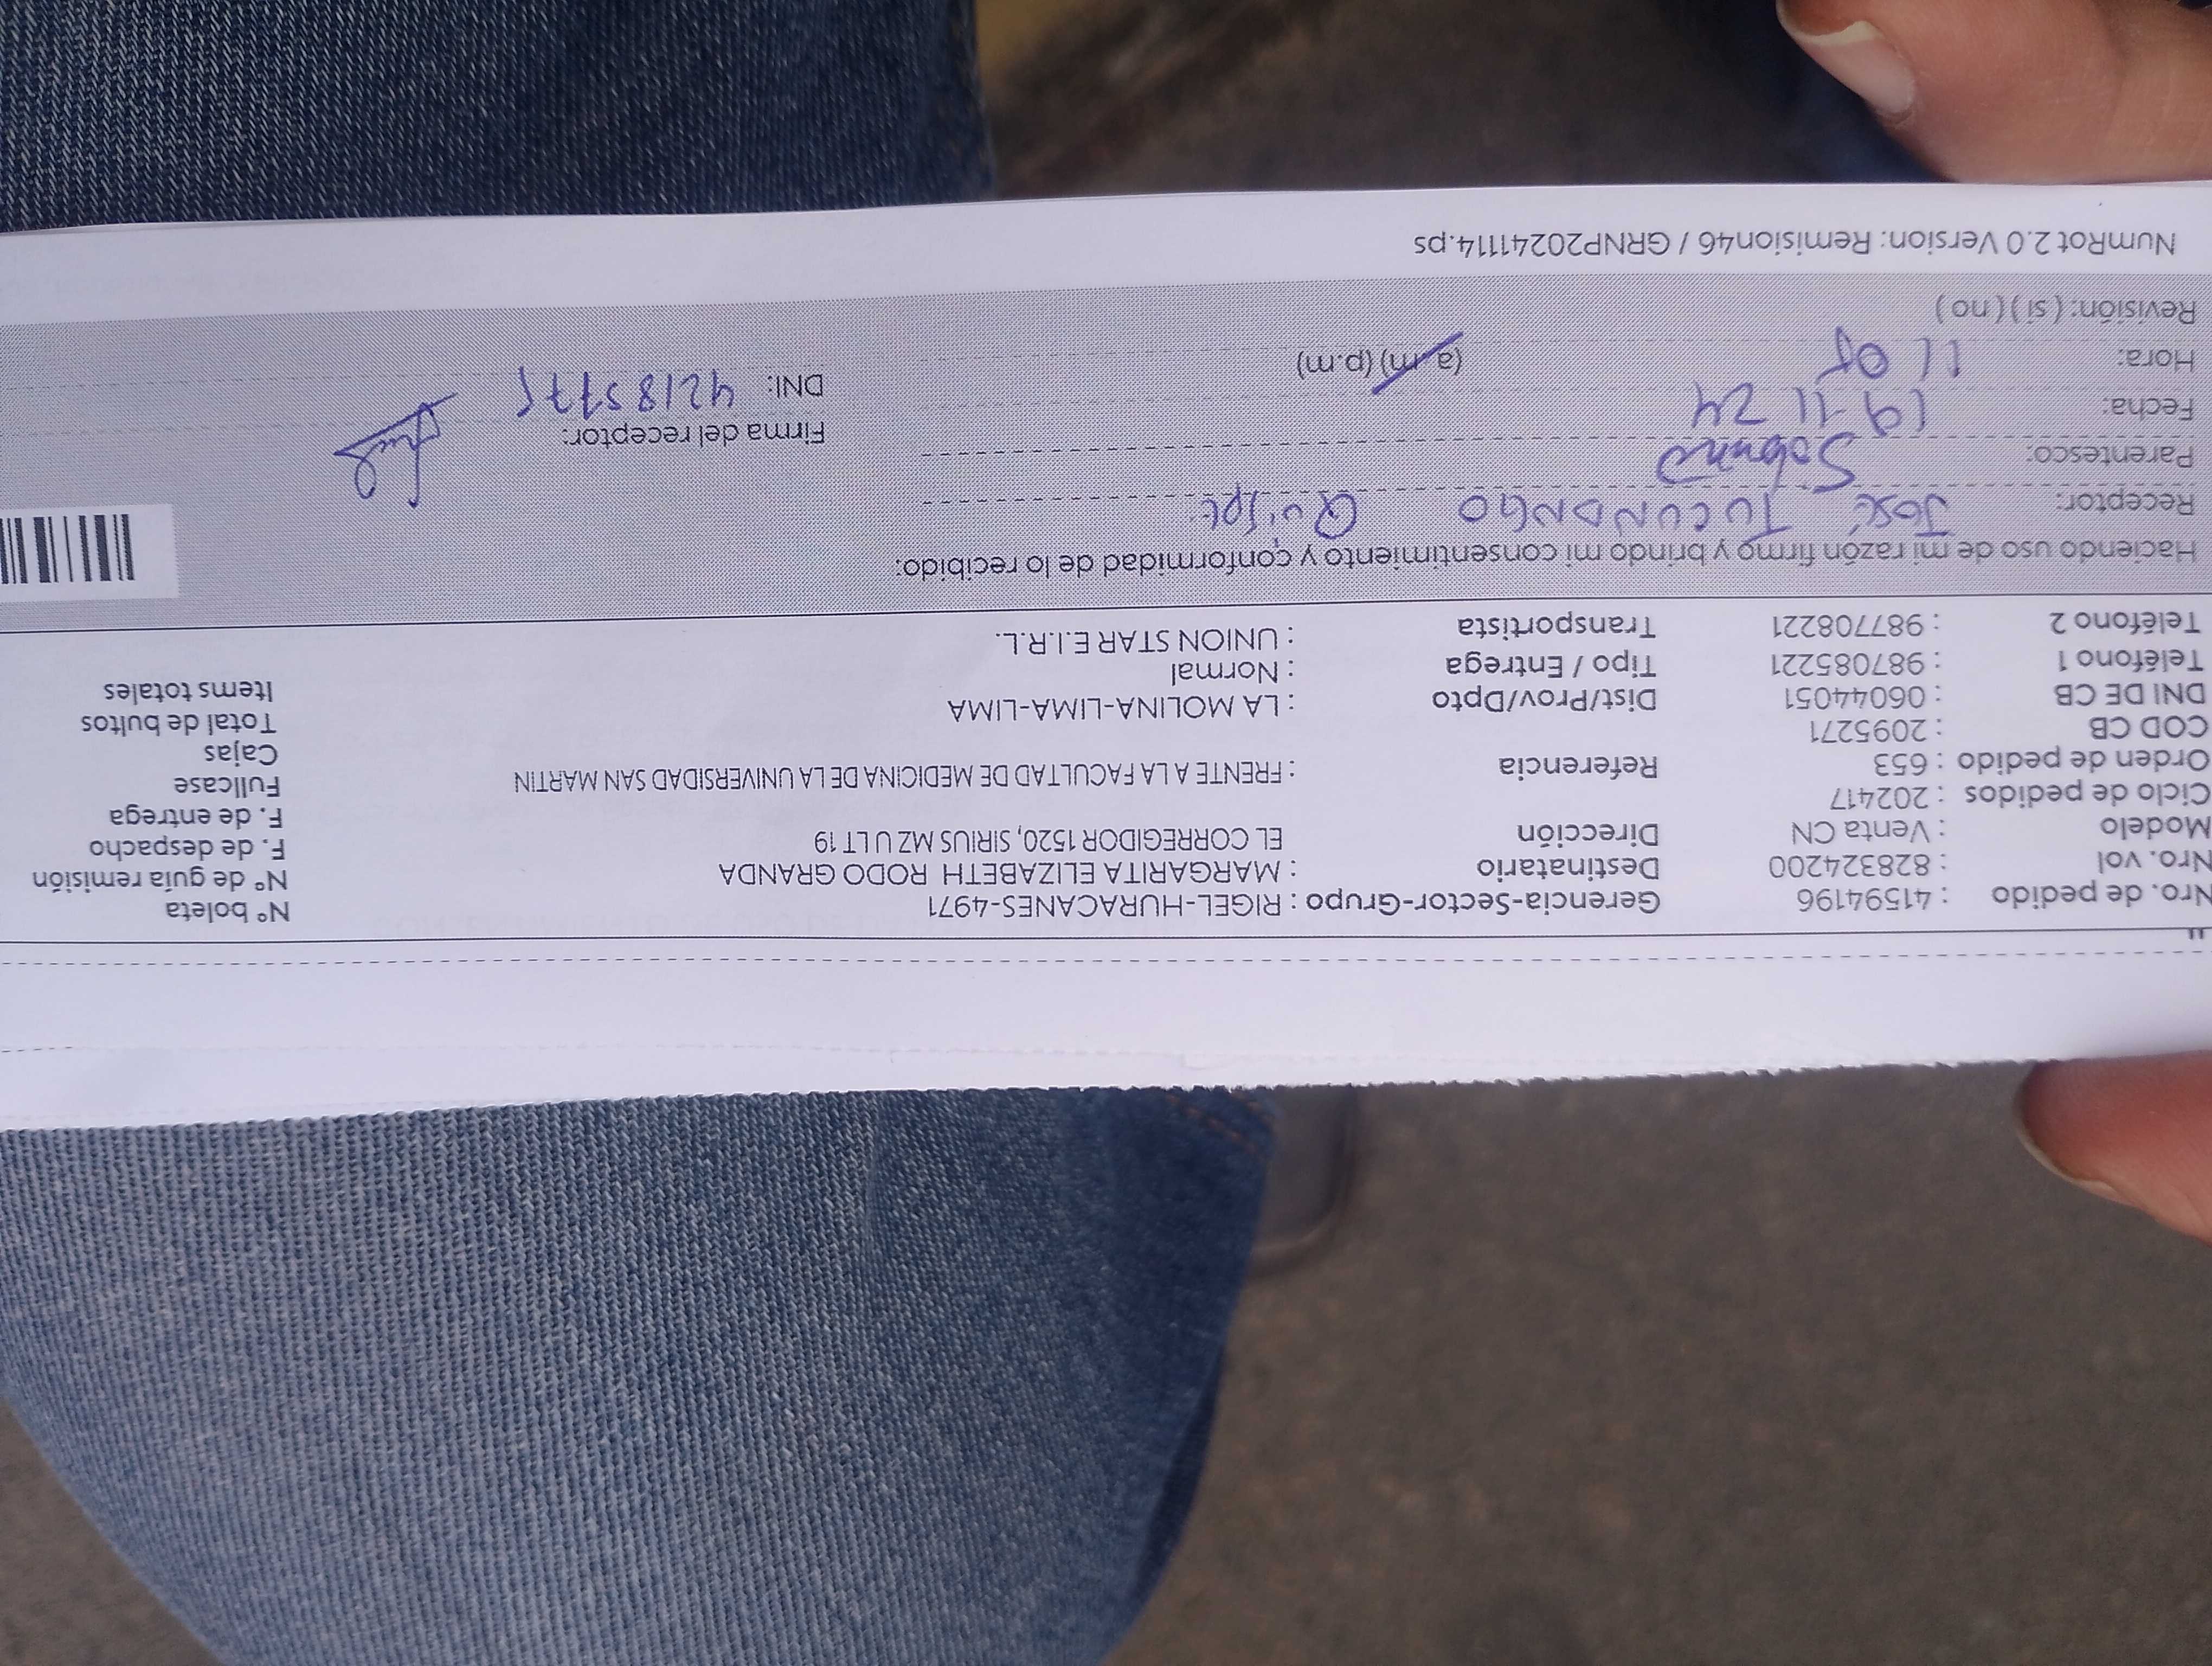 Nro. de pedido : 41594196 Gerencia-Sector-Grupo : RIGEL-HURACANES-4971 N° boleta
Nro. vol : 828324200 Destinatario : MARGARITA ELIZABETH RODO GRANDA N° de guía remisión
Modelo : Venta CN Dirección EL CORREGIDOR 1520, SIRIUS MZ U LT 19 F. de despacho
Ciclo de pedidos : 202417 F. de entrega
Orden de pedido : 653 Referencia : FRENTE A LA FACULTAD DE MEDICINA DE LA UNIVERSIDAD SAN MARTIN Fullcase
COD CB : 2095271 Cajas
DNI DE CB : 06044051 Dist/Prov/Dpto : LA MOLINA-LIMA-LIMA Total de bultos
Teléfono 1 : 987085221 Tipo / Entrega : Normal Items totales
Teléfono 2 : 987708221 Transportista : UNION STAR E.I.R.L.
Haciendo uso de mi razón firmo y brindo mi consentimiento y conformidad de lo recibido:
Receptor: José TUCUNANGO Quispe
Parentesco: Sobrino
Firma del receptor:
Fecha: 19 11 24
DNI: 42185775
Hora: 11 05 (a.m) (p.m)
Revisión: ( si ) ( no )
NumRot 2.0 Version: Remision46 / GRNP20241114.ps